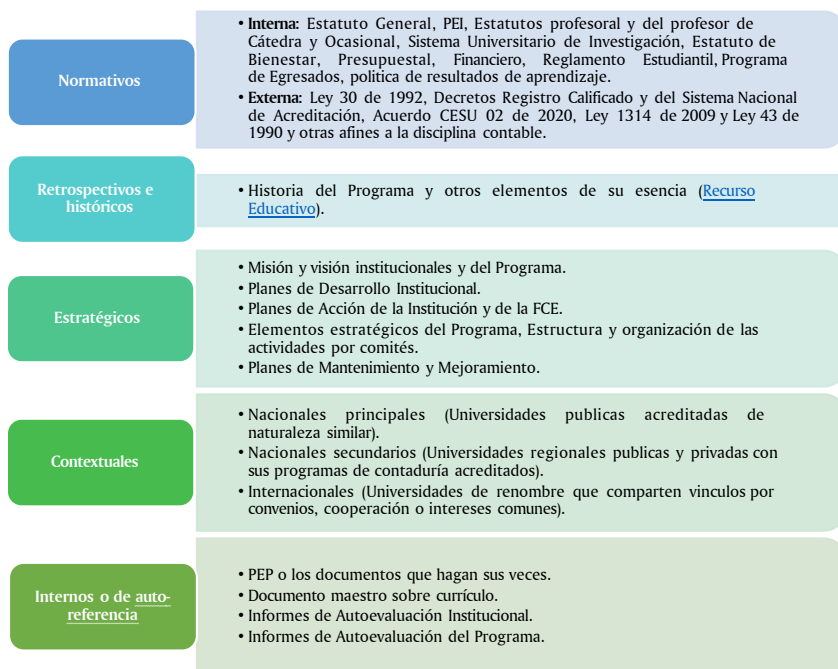 Normativos
• Interna: Estatuto General, PEI, Estatutos profesoral y del profesor de
Cátedra y Ocasional, Sistema Universitario de Investigación, Estatuto de
Bienestar, Presupuestal, Financiero, Reglamento Estudiantil, Programa
de Egresados, politica de resultados de aprendizaje.
• Externa: Ley 30 de 1992, Decretos Registro Calificado y del Sistema Nacional
de Acreditación, Acuerdo CESU 02 de 2020, Ley 1314 de 2009 y Ley 43 de
1990 y otras afines a la disciplina contable.
Retrospectivos e
históricos
• Historia del Programa y otros elementos de su esencia (Recurso
Educativo).
Estratégicos
• Misión y visión institucionales y del Programa.
• Planes de Desarrollo Institucional.
• Planes de Acción de la Institución y de la FCE.
• Elementos estratégicos del Programa, Estructura y organización de las
actividades por comités.
• Planes de Mantenimiento y Mejoramiento.
Contextuales
• Nacionales principales (Universidades publicas acreditadas de
naturaleza similar).
• Nacionales secundarios (Universidades regionales publicas y privadas con
sus programas de contaduría acreditados).
• Internacionales (Universidades de renombre que comparten vinculos por
convenios, cooperación o intereses comunes).
Internos o de auto-
referencia
• PEP o los documentos que hagan sus veces.
• Documento maestro sobre currículo.
• Informes de Autoevaluación Institucional.
• Informes de Autoevaluación del Programa.